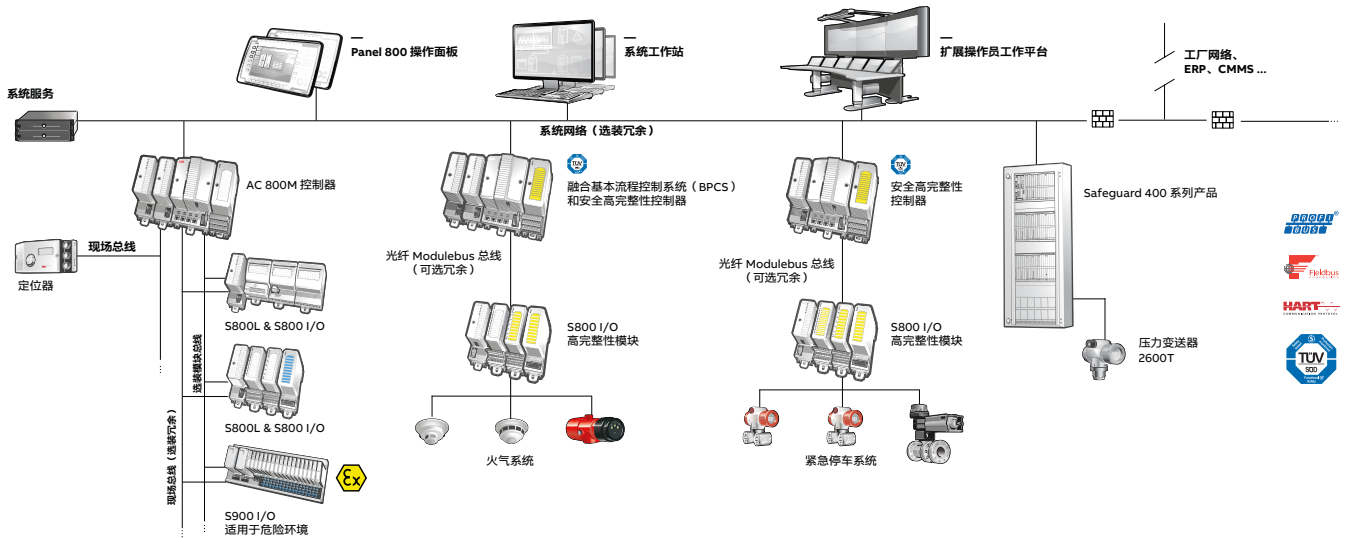 Panel 800 操作面板
系统工作站
扩展操作员工作平台
工厂网络、
ERP、CMMS ...
系统服务
系统网络（选装冗余）
AC 800M 控制器
TÜV
融合基本流程控制系统（BPCS）
和安全高完整性控制器
TÜV
安全高完整性
控制器
Safeguard 400 系列产品
现场总线
定位器
光纤 Modulebus 总线
（可选冗余）
光纤 Modulebus 总线
（可选冗余）
S800L & S800 I/O
选装模块总线
S800 I/O
高完整性模块
S800 I/O
高完整性模块
压力变送器
2600T
S800L & S800 I/O
现场总线（选装冗余）
火气系统
紧急停车系统
Ex
S900 I/O
适用于危险环境
PROFI
BUS
Fieldbus
HART
COMMUNICATION PROTOCOL
TÜV
SÜD
Functional
Safety